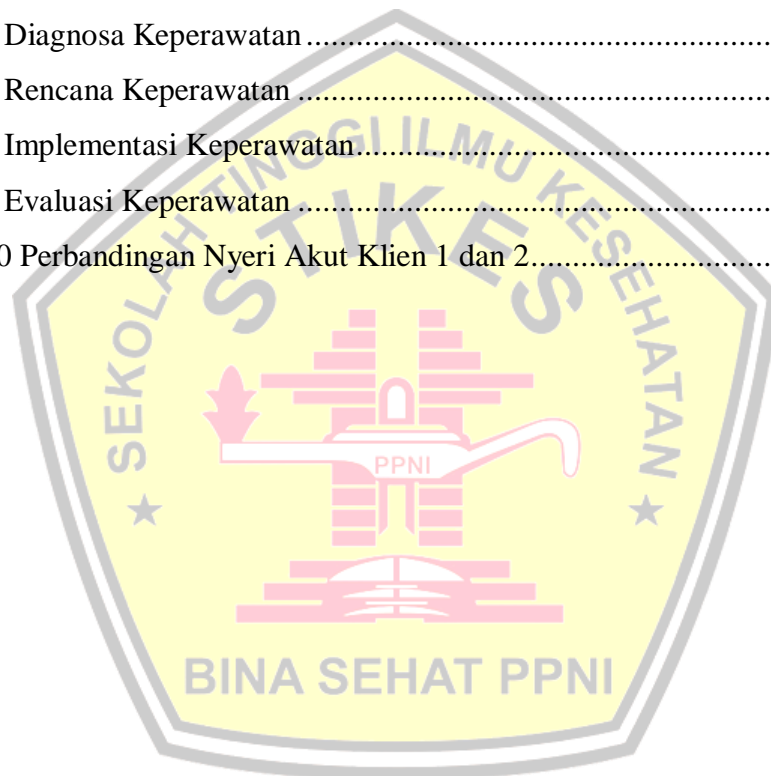 Diagnosa Keperawatan ........................................................
Rencana Keperawatan .........................................................
Implementasi Keperawatan..................................................
Evaluasi Keperawatan .........................................................
0 Perbandingan Nyeri Akut Klien 1 dan 2.............................
SEKOLAH TINGGI ILMU KESEHATAN
STIKES
PPNI
BINA SEHAT PPNI